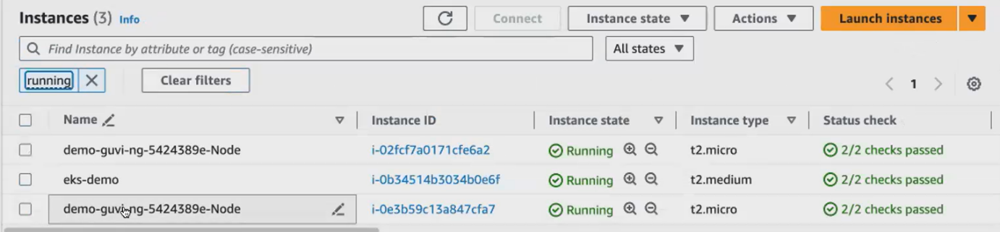 Instances (3) Info Connect Instance state Actions Launch instances
Find Instance by attribute or tag (case-sensitive) All states
running Clear filters 1
Name Instance ID Instance state Instance type Status check
demo-guvi-ng-5424389e-Node i-02fcf7a0171cfe6a2 Running t2.micro 2/2 checks passed
eks-demo i-0b34514b3034b0e6f Running t2.medium 2/2 checks passed
demo-guvi-ng-5424389e-Node i-0e3b59c13a847cfa7 Running t2.micro 2/2 checks passed